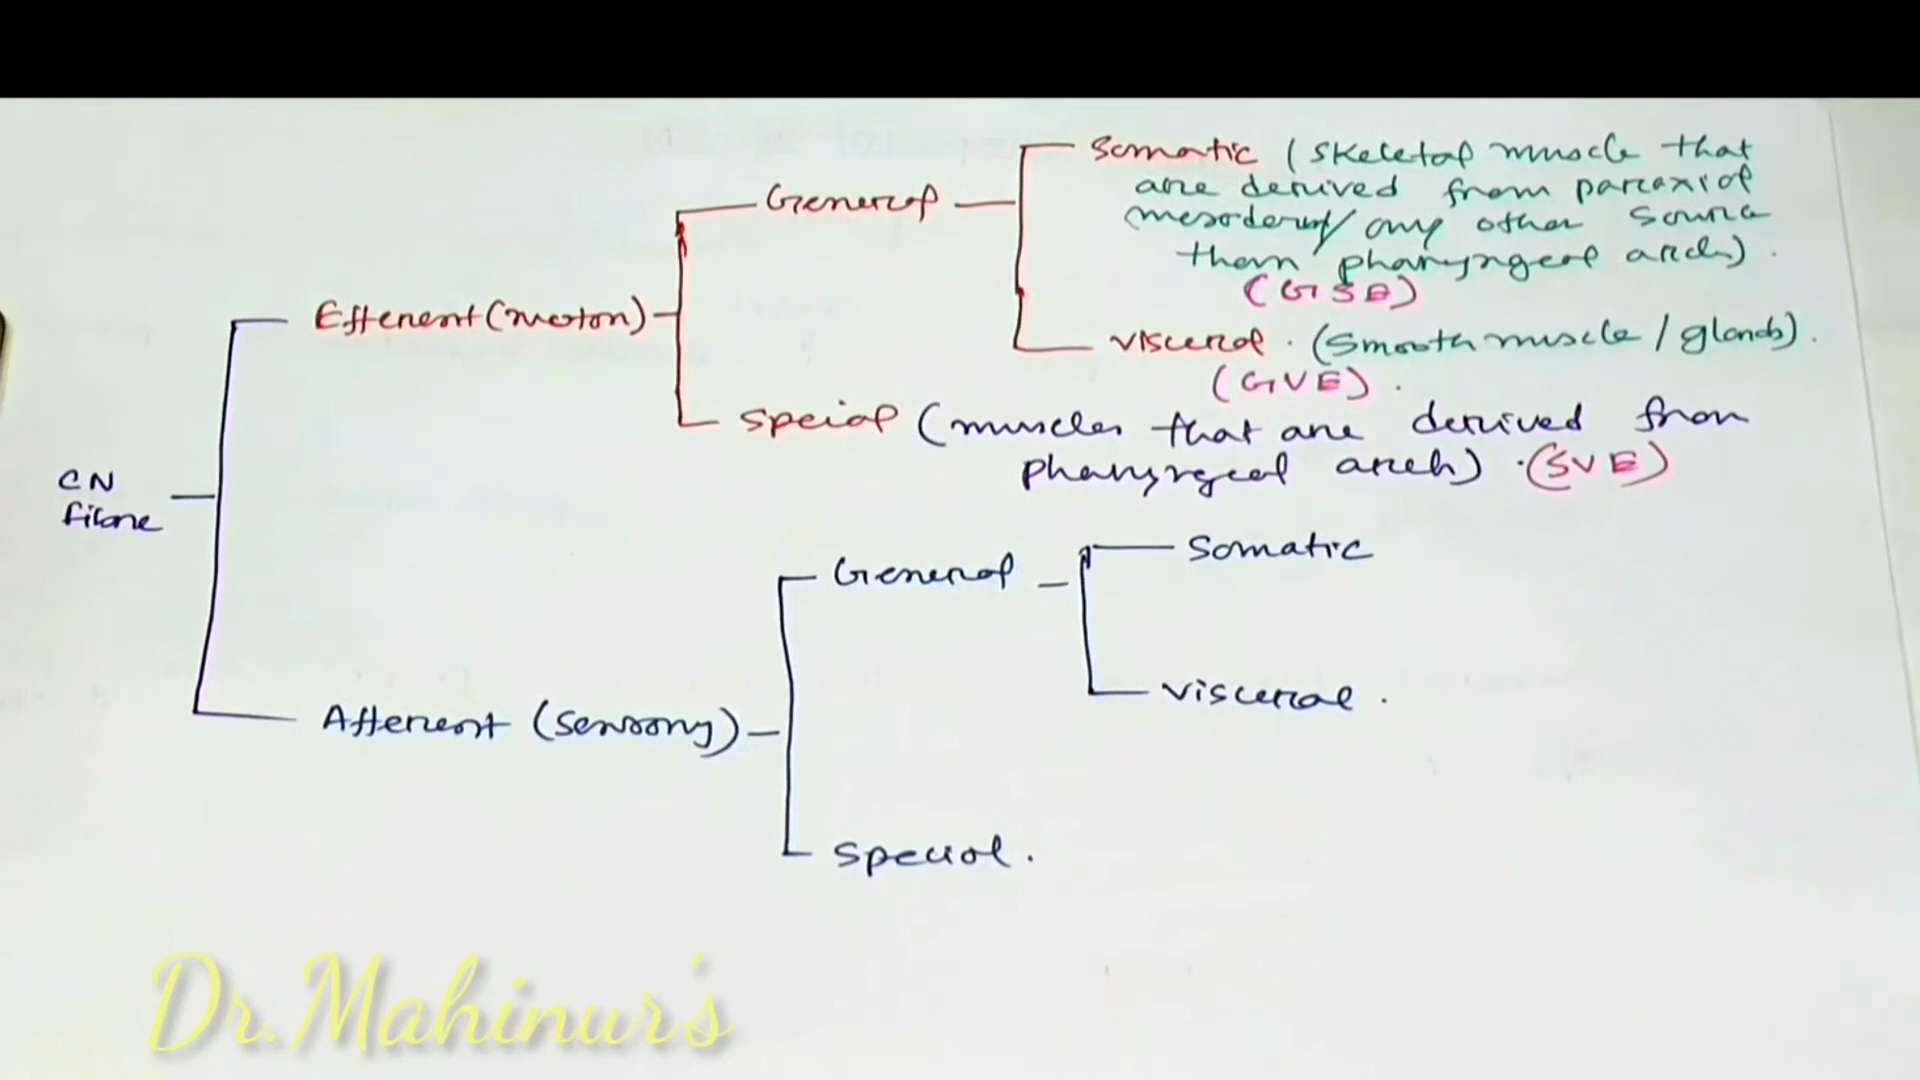 Somatic (skeletal muscle that
are derived from paraxial
mesoderm/ any other source
than pharyngeal arch).
(GSE)
General
Efferent (motor)
visceral. (smooth muscle / glands).
(GVE).
speial (muscles that are derived from
pharyngeal arch). (SVE)
CN
fibre
General
Somatic
visceral.
Afferent (sensory)
special.
Dr.Mahinur's